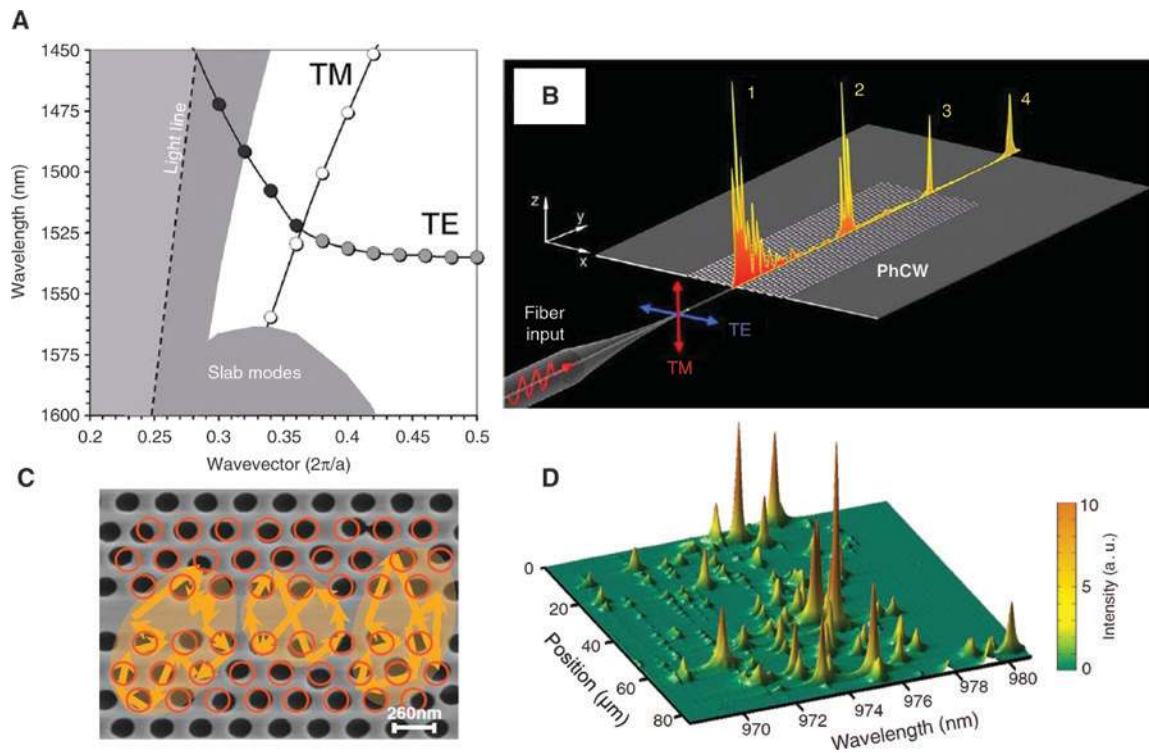 A
1450
1475
1500
1525
1550
1575
1600
Wavelength (nm)
Light line
TM
TE
Slab modes
0.2
0.25
0.3
0.35
0.4
0.45
0.5
Wavevector (2π/a)
B
1
2
3
4
z
y
x
PhCW
Fiber
input
TE
TM
C
260nm
D
0
20
40
60
80
Position (μm)
970
972
974
976
978
980
Wavelength (nm)
10
5
0
Intensity (a. u.)